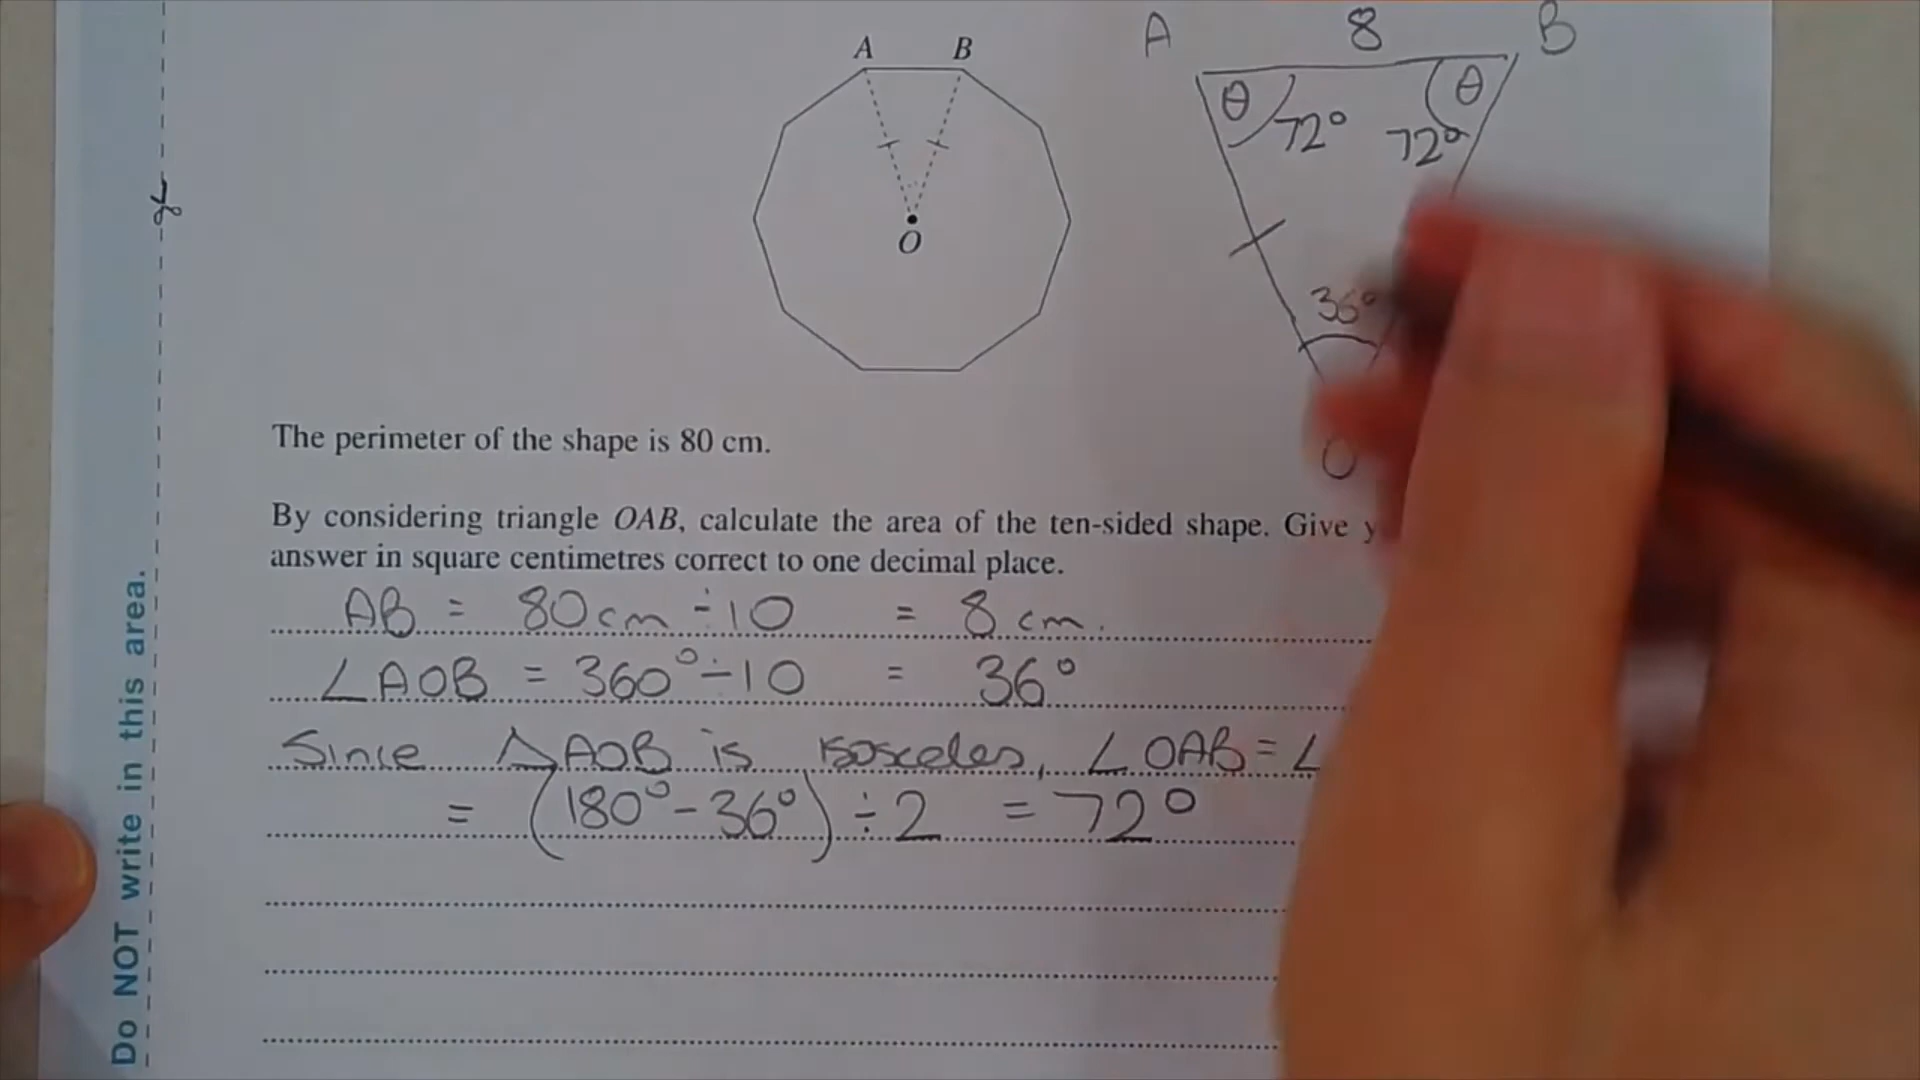 A B
O
A 8 B
θ θ
72° 72°
36°
O
The perimeter of the shape is 80 cm.
By considering triangle OAB, calculate the area of the ten-sided shape. Give
answer in square centimetres correct to one decimal place.
AB = 80cm ÷ 10 = 8 cm.
∠AOB = 360° ÷ 10 = 36°
Since △AOB is isosceles, ∠OAB = ∠
= (180° - 36°) ÷ 2 = 72°
Do NOT write in this area.